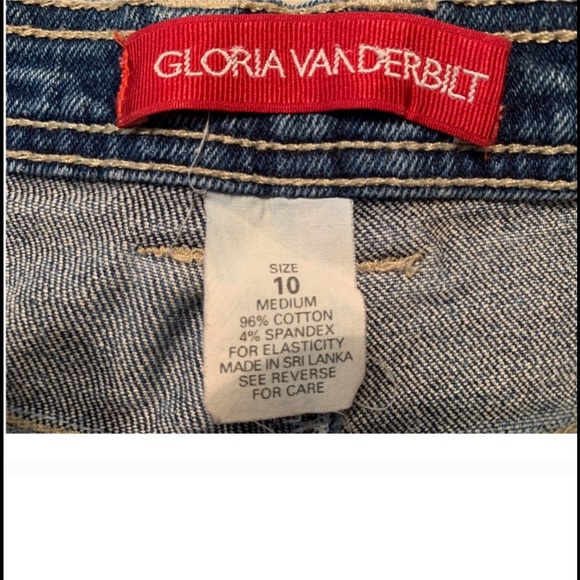 GLORIA VANDERBILT
SIZE
10
MEDIUM
96% COTTON
4% SPANDEX
FOR ELASTICITY
MADE IN SRI LANKA
SEE REVERSE
FOR CARE